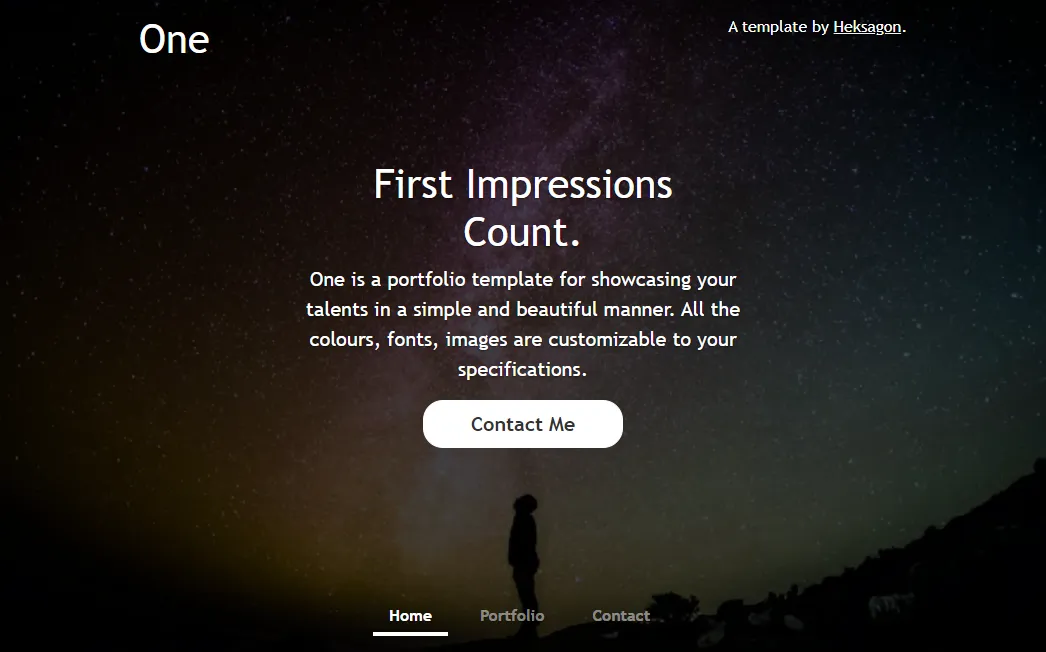 One
A template by Heksagon.
First Impressions
Count.
One is a portfolio template for showcasing your
talents in a simple and beautiful manner. All the
colours, fonts, images are customizable to your
specifications.
Contact Me
Home
Portfolio
Contact